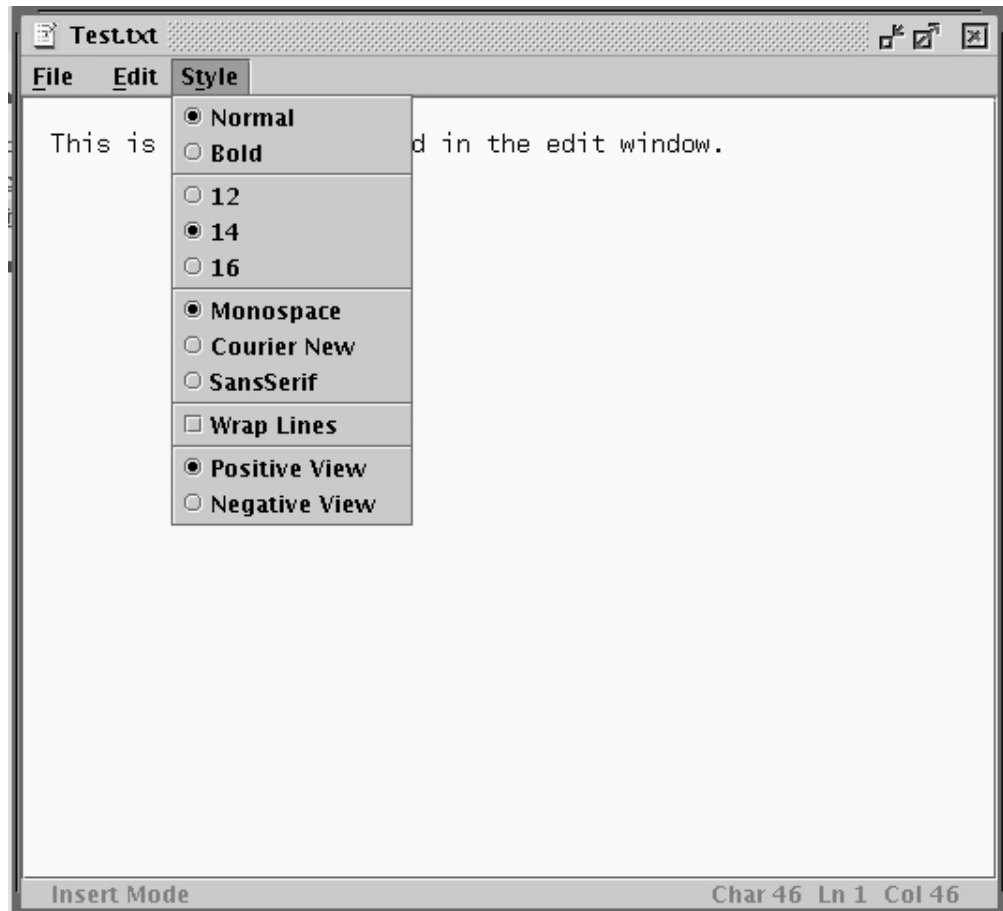 Test.txt
File Edit Style
Normal
This is d in the edit window.
Bold
12
14
16
Monospace
Courier New
SansSerif
Wrap Lines
Positive View
Negative View
Insert Mode Char 46 Ln 1 Col 46